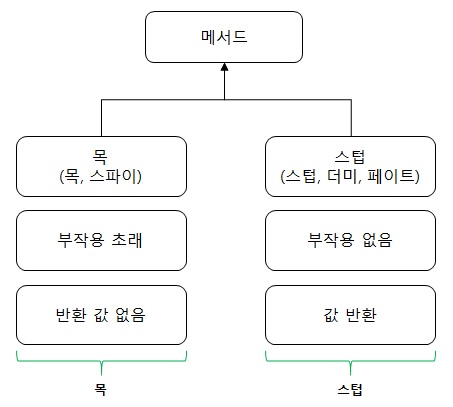 메서드
목
(목, 스파이)
스텁
(스텁, 더미, 페이트)
부작용 초래
부작용 없음
반환 값 없음
값 반환
목
스텁